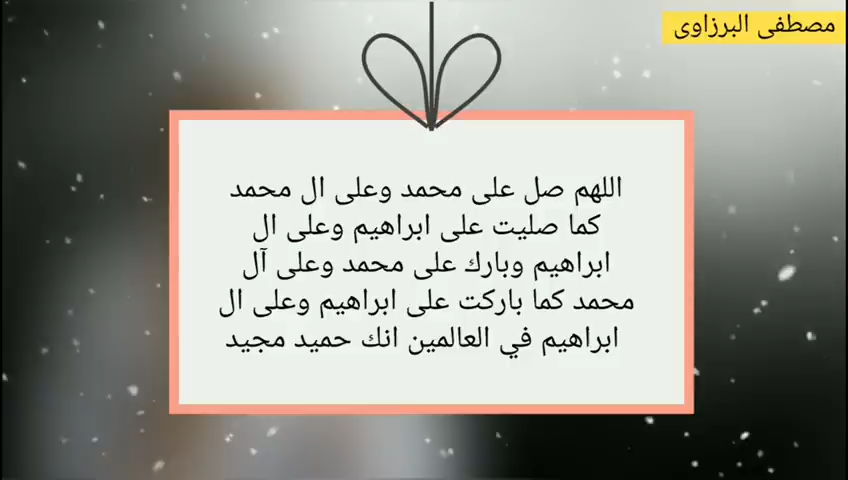 مصطفى البرزاوى
اللهم صل على محمد وعلى ال محمد
كما صليت على ابراهيم وعلى ال
ابراهيم وبارك على محمد وعلى آل
محمد كما باركت على ابراهيم وعلى ال
ابراهيم في العالمين انك حميد مجيد